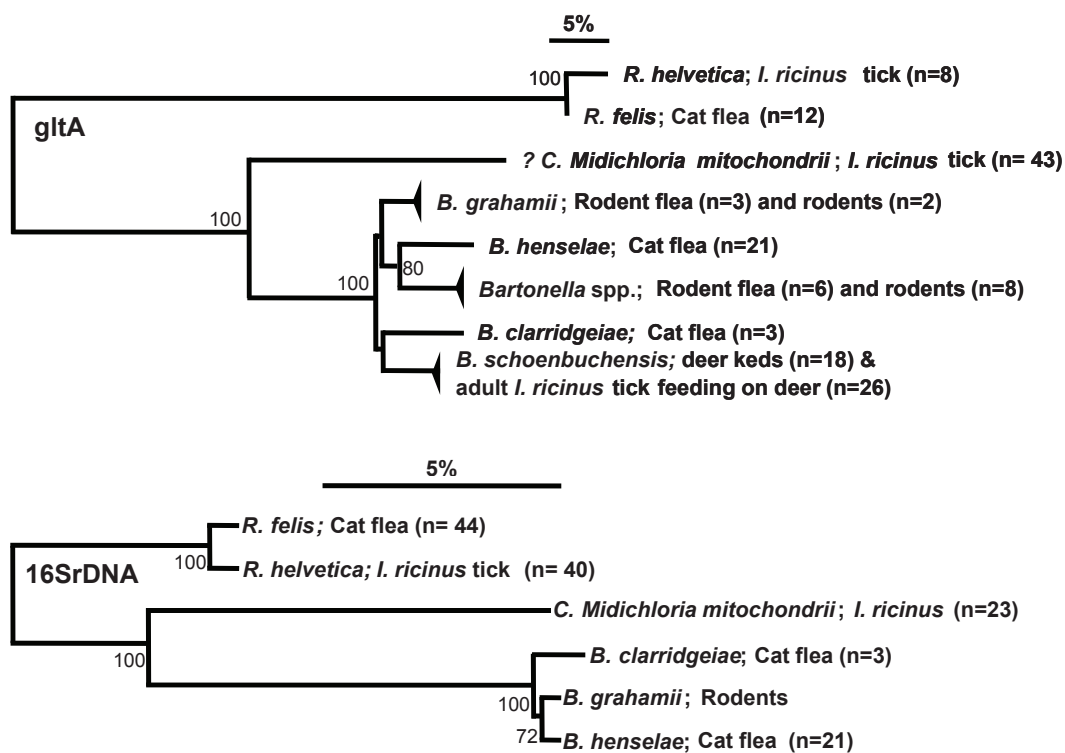 5%
100
R. helvetica; I. ricinus tick (n=8)
R. felis; Cat flea (n=12)
gltA
? C. Midichloria mitochondrii; I. ricinus tick (n= 43)
100
B. grahamii; Rodent flea (n=3) and rodents (n=2)
B. henselae; Cat flea (n=21)
80
100
Bartonella spp.; Rodent flea (n=6) and rodents (n=8)
B. clarridgeiae; Cat flea (n=3)
B. schoenbuchensis; deer keds (n=18) &
adult I. ricinus tick feeding on deer (n=26)
5%
R. felis; Cat flea (n= 44)
100
16SrDNA
R. helvetica; I. ricinus tick (n= 40)
C. Midichloria mitochondrii; I. ricinus (n=23)
100
B. clarridgeiae; Cat flea (n=3)
100
B. grahamii; Rodents
72
B. henselae; Cat flea (n=21)